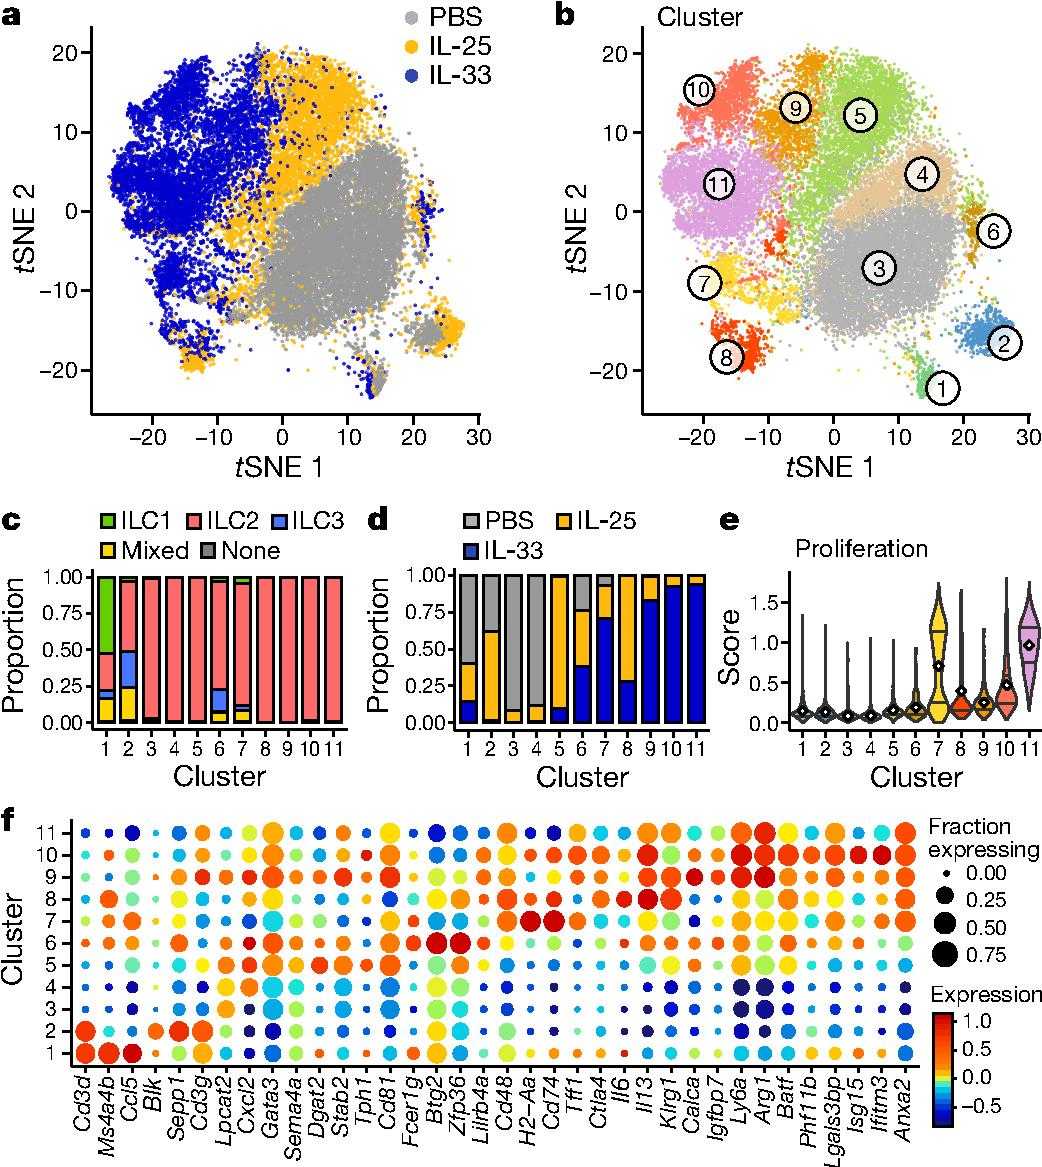 a
PBS
IL-25
IL-33
tSNE 2
20
10
0
−10
−20
−20 −10 0 10 20 30
tSNE 1
b
Cluster
tSNE 2
20
10
0
−10
−20
10
9
5
4
11
6
3
7
2
8
1
−20 −10 0 10 20 30
tSNE 1
c
ILC1 ILC2 ILC3
Mixed None
Proportion
1.00
0.75
0.50
0.25
0.00
1 2 3 4 5 6 7 8 9 10 11
Cluster
d
PBS IL-25
IL-33
Proportion
1.00
0.75
0.50
0.25
0.00
1 2 3 4 5 6 7 8 9 10 11
Cluster
e
Proliferation
Score
1.5
1.0
0.5
0.0
1 2 3 4 5 6 7 8 9 10 11
Cluster
f
Cluster
11
10
9
8
7
6
5
4
3
2
1
Cd3d Ms4a4b Ccl5 Blk Sepp1 Cd3g Lpcat2 Cxcl2 Gata3 Sema4a Dgat2 Stab2 Tph1 Cd81 Fcer1g Btg2 Zfp36 Lilrb4a Cd48 H2−Aa Cd74 Tff1 Ctla4 Il6 Il13 Klrg1 Calca Igfbp7 Ly6a Arg1 Batf Phf11b Lgals3bp Isg15 Ifitm3 Anxa2
Fraction
expressing
0.00
0.25
0.50
0.75
Expression
1.0
0.5
0.0
−0.5